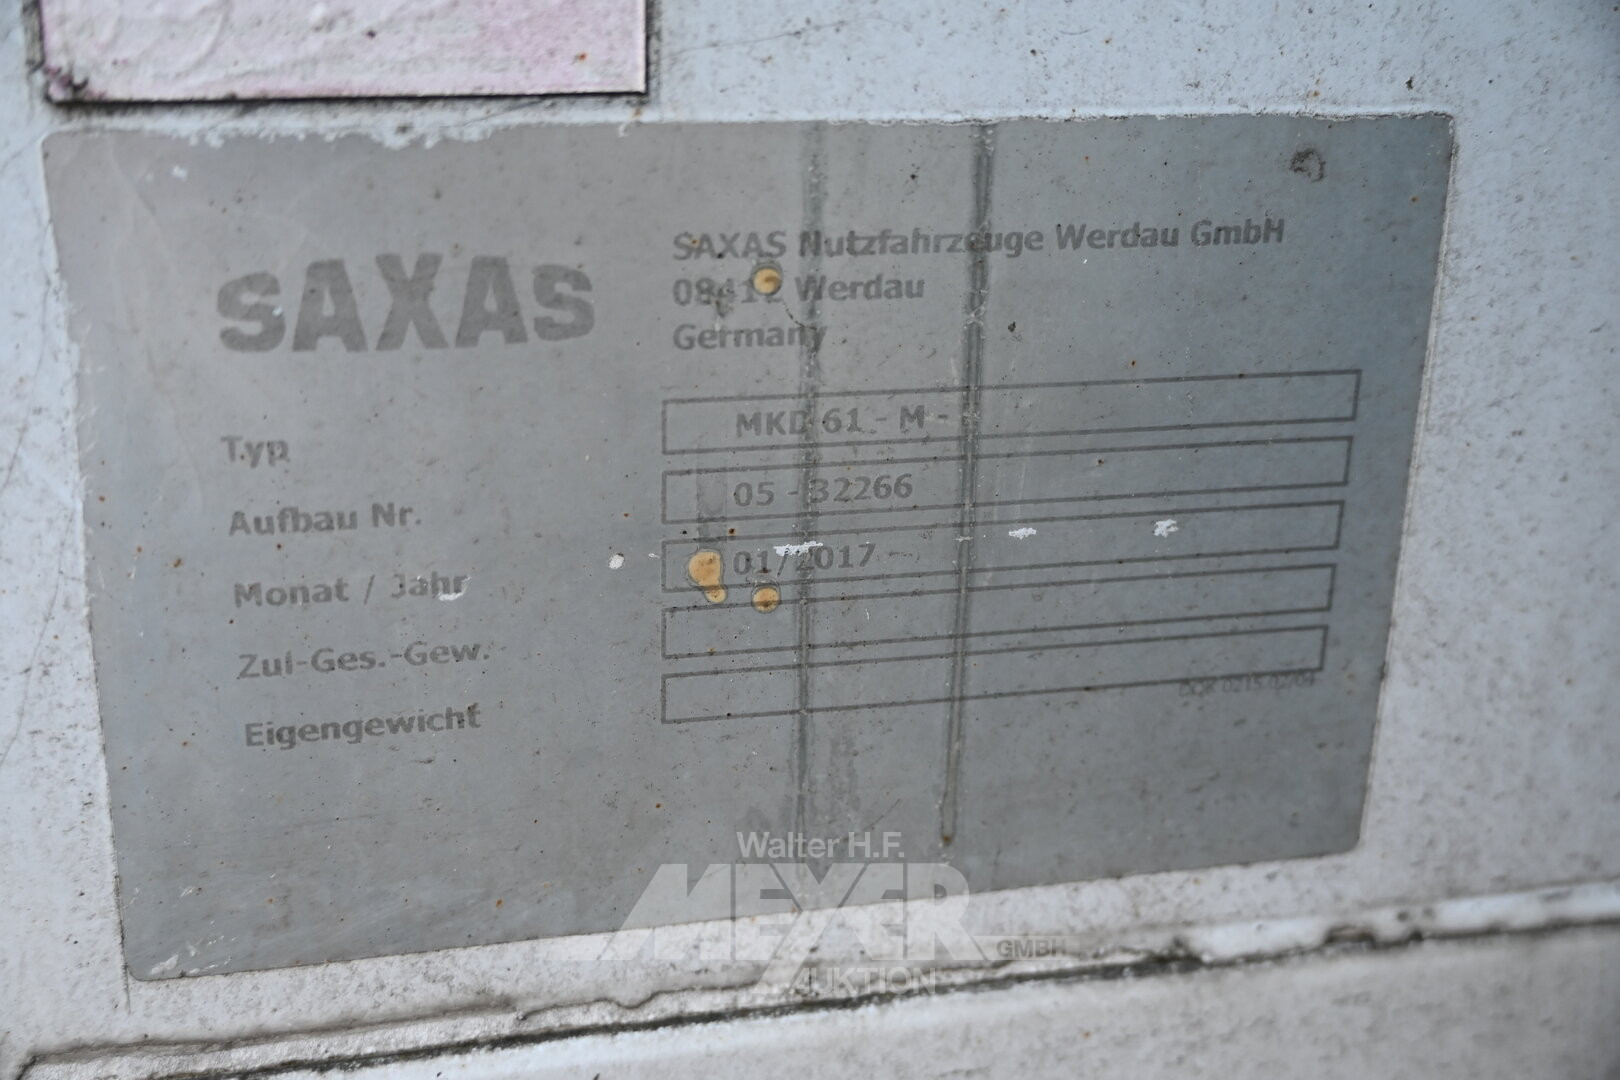 SAXAS
SAXAS Nutzfahrzeuge Werdau GmbH
08412 Werdau
Germany
Typ MKD 61 - M -
Aufbau Nr. 05 - 32266
Monat / Jahr 01/2017
Zul-Ges.-Gew.
Eigengewicht
Walter H.F.
MEYER GMBH
AUKTION